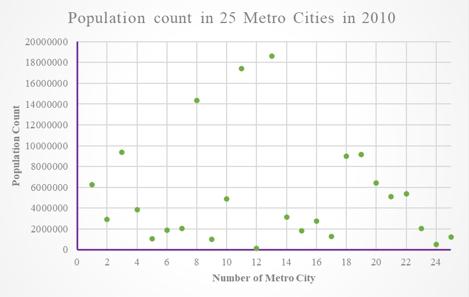 Population count in 25 Metro Cities in 2010
20000000
18000000
16000000
14000000
12000000
10000000
8000000
6000000
4000000
2000000
0
Population Count
0 2 4 6 8 10 12 14 16 18 20 22 24
Number of Metro City